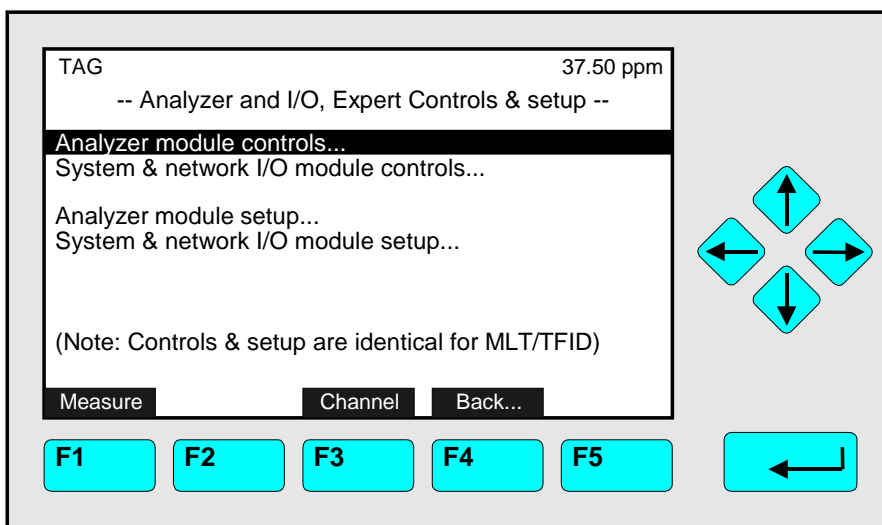 TAG 37.50 ppm
-- Analyzer and I/O, Expert Controls & setup --
Analyzer module controls...
System & network I/O module controls...
Analyzer module setup...
System & network I/O module setup...
(Note: Controls & setup are identical for MLT/TFID)
Measure Channel Back...
F1 F2 F3 F4 F5